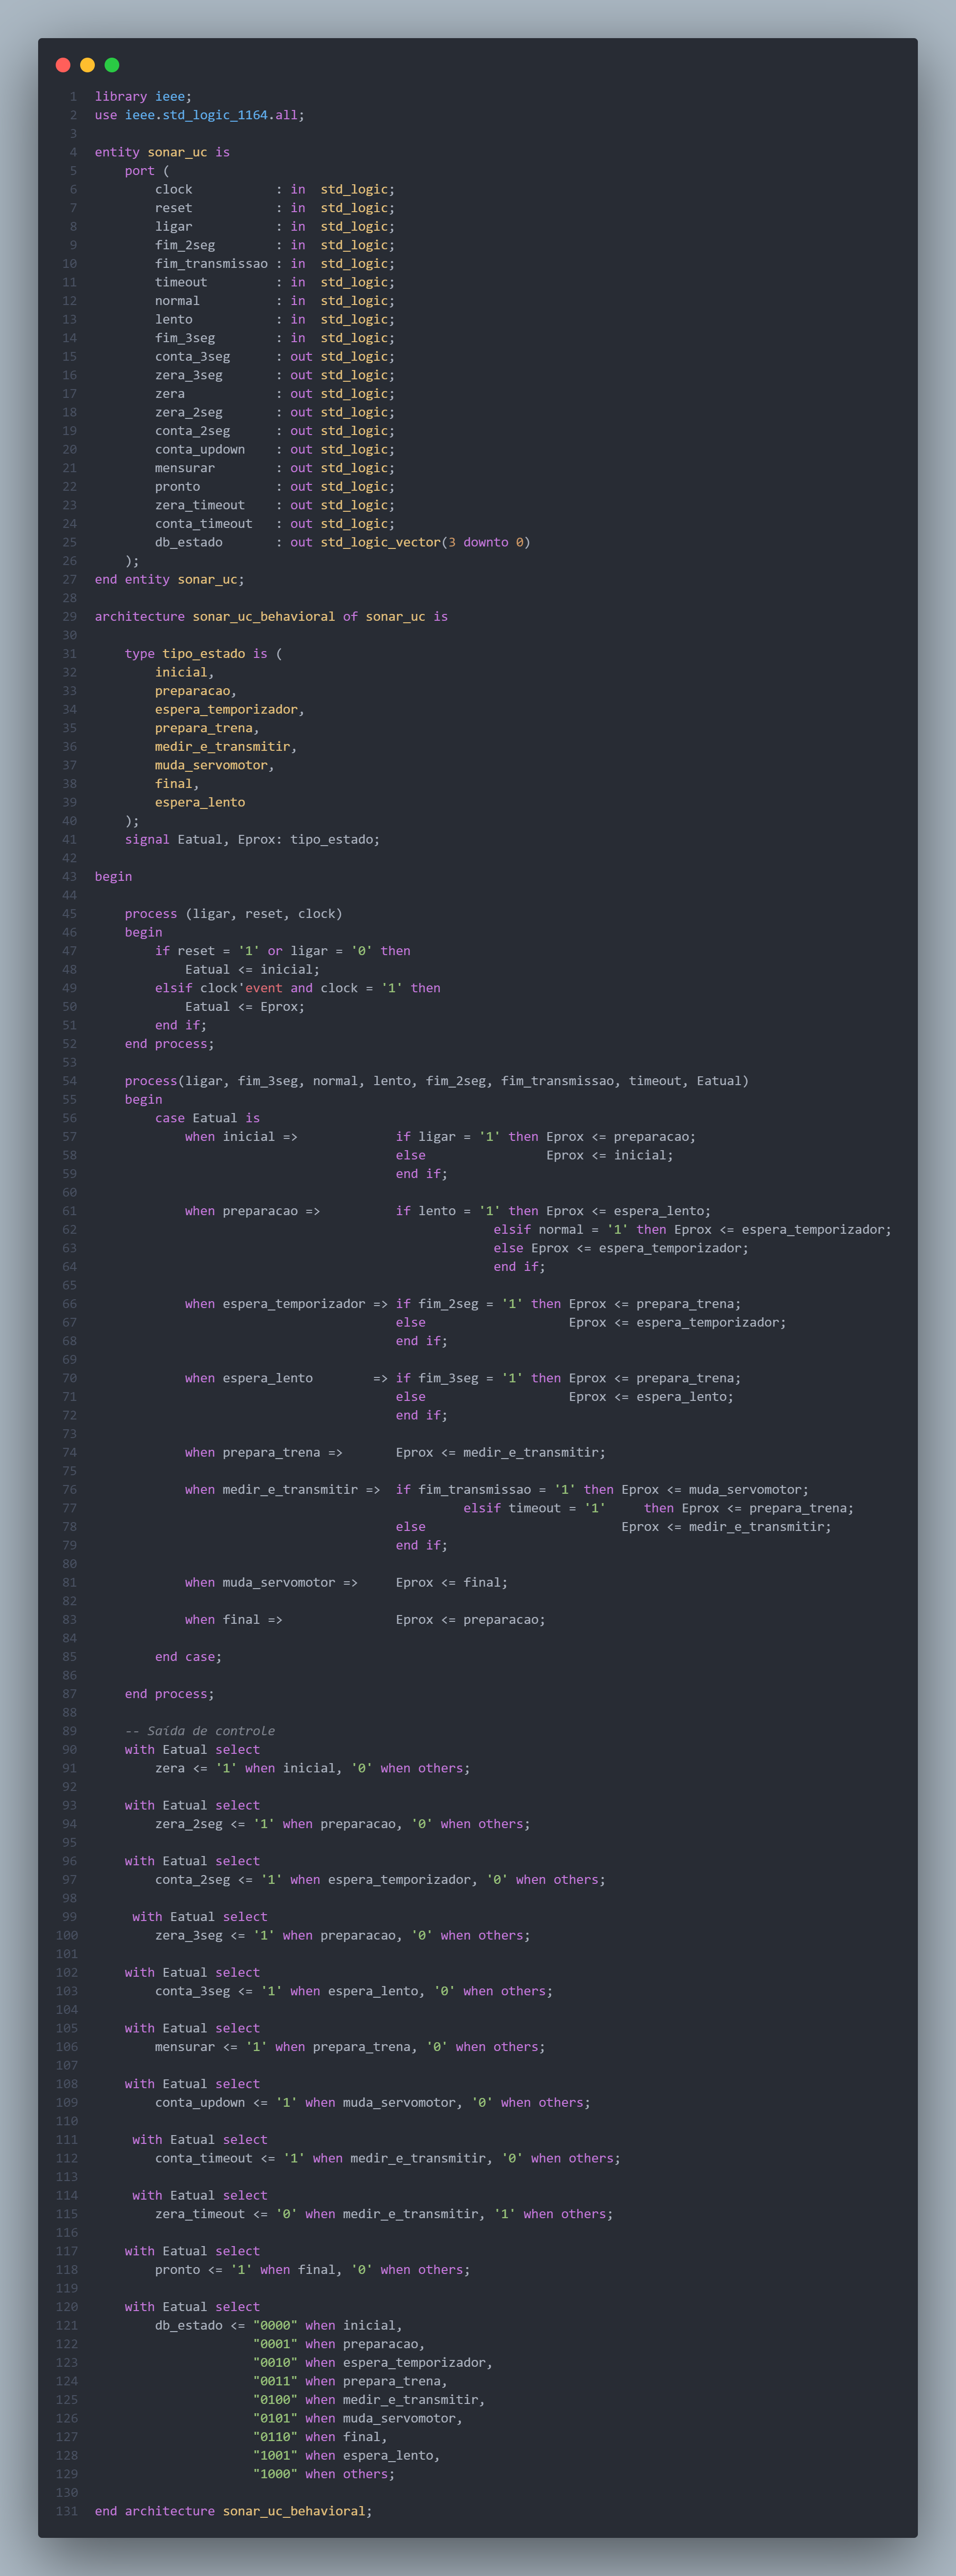 1 library ieee;
2 use ieee.std_logic_1164.all;
3
4 entity sonar_uc is
5     port (
6         clock           : in  std_logic;
7         reset           : in  std_logic;
8         ligar           : in  std_logic;
9         fim_2seg        : in  std_logic;
10         fim_transmissao : in  std_logic;
11         timeout         : in  std_logic;
12         normal          : in  std_logic;
13         lento           : in  std_logic;
14         fim_3seg        : in  std_logic;
15         conta_3seg      : out std_logic;
16         zera_3seg       : out std_logic;
17         zera            : out std_logic;
18         zera_2seg       : out std_logic;
19         conta_2seg      : out std_logic;
20         conta_updown    : out std_logic;
21         mensurar        : out std_logic;
22         pronto          : out std_logic;
23         zera_timeout    : out std_logic;
24         conta_timeout   : out std_logic;
25         db_estado       : out std_logic_vector(3 downto 0)
26     );
27 end entity sonar_uc;
28
29 architecture sonar_uc_behavioral of sonar_uc is
30
31     type tipo_estado is (
32         inicial,
33         preparacao,
34         espera_temporizador,
35         prepara_trena,
36         medir_e_transmitir,
37         muda_servomotor,
38         final,
39         espera_lento
40     );
41     signal Eatual, Eprox: tipo_estado;
42
43 begin
44
45     process (ligar, reset, clock)
46     begin
47         if reset = '1' or ligar = '0' then
48             Eatual <= inicial;
49         elsif clock'event and clock = '1' then
50             Eatual <= Eprox;
51         end if;
52     end process;
53
54     process(ligar, fim_3seg, normal, lento, fim_2seg, fim_transmissao, timeout, Eatual)
55     begin
56         case Eatual is
57             when inicial =>             if ligar = '1' then Eprox <= preparacao;
58                                         else                Eprox <= inicial;
59                                         end if;
60
61             when preparacao =>          if lento = '1' then Eprox <= espera_lento;
62                                                      elsif normal = '1' then Eprox <= espera_temporizador;
63                                                      else Eprox <= espera_temporizador;
64                                                      end if;
65
66             when espera_temporizador => if fim_2seg = '1' then Eprox <= prepara_trena;
67                                         else                   Eprox <= espera_temporizador;
68                                         end if;
69
70             when espera_lento        => if fim_3seg = '1' then Eprox <= prepara_trena;
71                                         else                   Eprox <= espera_lento;
72                                         end if;
73
74             when prepara_trena =>       Eprox <= medir_e_transmitir;
75
76             when medir_e_transmitir =>  if fim_transmissao = '1' then Eprox <= muda_servomotor;
77                                                  elsif timeout = '1'     then Eprox <= prepara_trena;
78                                         else                          Eprox <= medir_e_transmitir;
79                                         end if;
80
81             when muda_servomotor =>     Eprox <= final;
82
83             when final =>               Eprox <= preparacao;
84
85         end case;
86
87     end process;
88
89     -- Saída de controle
90     with Eatual select
91         zera <= '1' when inicial, '0' when others;
92
93     with Eatual select
94         zera_2seg <= '1' when preparacao, '0' when others;
95
96     with Eatual select
97         conta_2seg <= '1' when espera_temporizador, '0' when others;
98
99      with Eatual select
100         zera_3seg <= '1' when preparacao, '0' when others;
101
102     with Eatual select
103         conta_3seg <= '1' when espera_lento, '0' when others;
104
105     with Eatual select
106         mensurar <= '1' when prepara_trena, '0' when others;
107
108     with Eatual select
109         conta_updown <= '1' when muda_servomotor, '0' when others;
110
111      with Eatual select
112         conta_timeout <= '1' when medir_e_transmitir, '0' when others;
113
114      with Eatual select
115         zera_timeout <= '0' when medir_e_transmitir, '1' when others;
116
117     with Eatual select
118         pronto <= '1' when final, '0' when others;
119
120     with Eatual select
121         db_estado <= "0000" when inicial,
122                      "0001" when preparacao,
123                      "0010" when espera_temporizador,
124                      "0011" when prepara_trena,
125                      "0100" when medir_e_transmitir,
126                      "0101" when muda_servomotor,
127                      "0110" when final,
128                      "1001" when espera_lento,
129                      "1000" when others;
130
131 end architecture sonar_uc_behavioral;